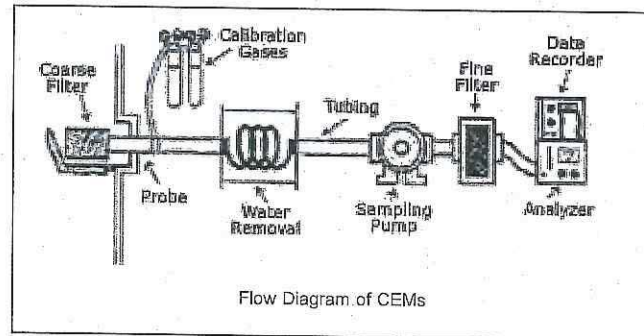 Calibration
Gases
Coarse
Filter
Data
Recorder
Fine
Filter
Tubing
Probe
Water
Removal
Sampling
Pump
Analyzer
Flow Diagram of CEMs